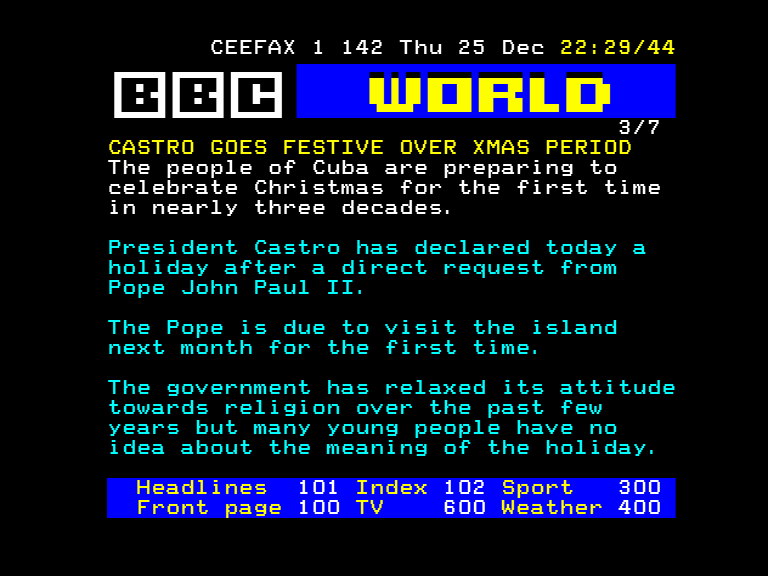 CEEFAX 1 142 Thu 25 Dec 22:29/44
BBC WORLD
3/7
CASTRO GOES FESTIVE OVER XMAS PERIOD
The people of Cuba are preparing to
celebrate Christmas for the first time
in nearly three decades.
President Castro has declared today a
holiday after a direct request from
Pope John Paul II.
The Pope is due to visit the island
next month for the first time.
The government has relaxed its attitude
towards religion over the past few
years but many young people have no
idea about the meaning of the holiday.
Headlines 101 Index 102 Sport 300
Front page 100 TV 600 Weather 400